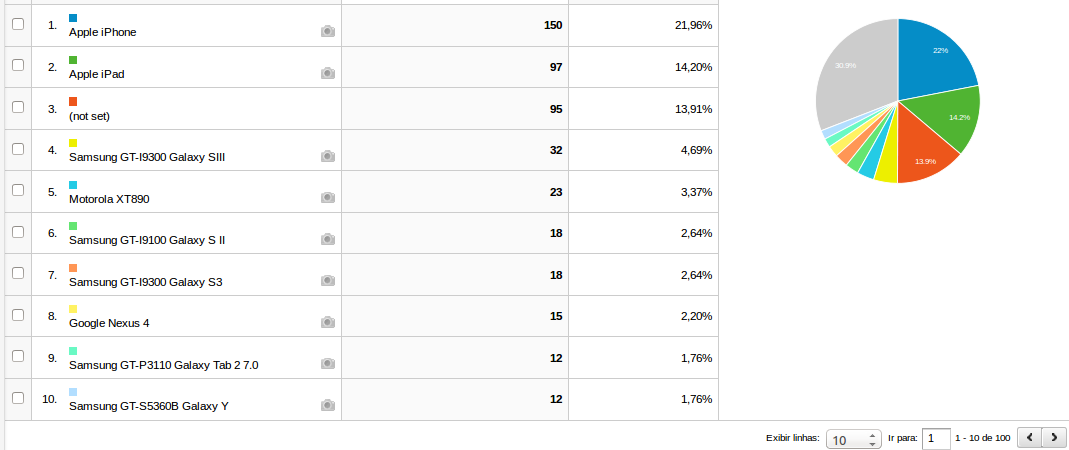 1. Apple iPhone 150 21,96%
2. Apple iPad 97 14,20%
3. (not set) 95 13,91%
4. Samsung GT-I9300 Galaxy SIII 32 4,69%
5. Motorola XT890 23 3,37%
6. Samsung GT-I9100 Galaxy S II 18 2,64%
7. Samsung GT-I9300 Galaxy S3 18 2,64%
8. Google Nexus 4 15 2,20%
9. Samsung GT-P3110 Galaxy Tab 2 7.0 12 1,76%
10. Samsung GT-S5360B Galaxy Y 12 1,76%
22%
14.2%
13.9%
30.9%
Exibir linhas: 10 Ir para: 1 1 - 10 de 100